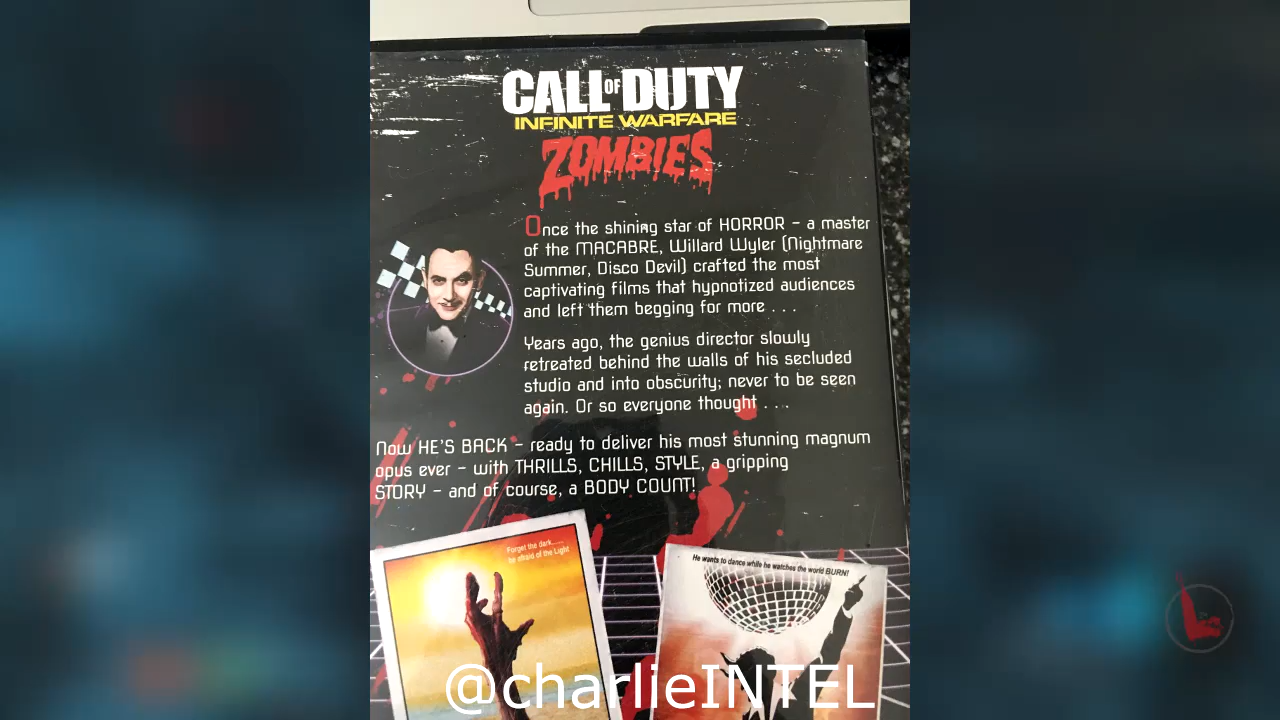 CALL OF DUTY
INFINITE WARFARE
ZOMBIES
Once the shining star of HORROR – a master
of the MACABRE, Willard Wyler (Nightmare
Summer, Disco Devil) crafted the most
captivating films that hypnotized audiences
and left them begging for more . . .
Years ago, the genius director slowly
retreated behind the walls of his secluded
studio and into obscurity; never to be seen
again. Or so everyone thought . . .
Now HE'S BACK – ready to deliver his most stunning magnum
opus ever – with THRILLS, CHILLS, STYLE, a gripping
STORY – and of course, a BODY COUNT!
Forget the dark......
be afraid of the Light
He wants to dance while he watches the world BURN!
@charlieINTEL